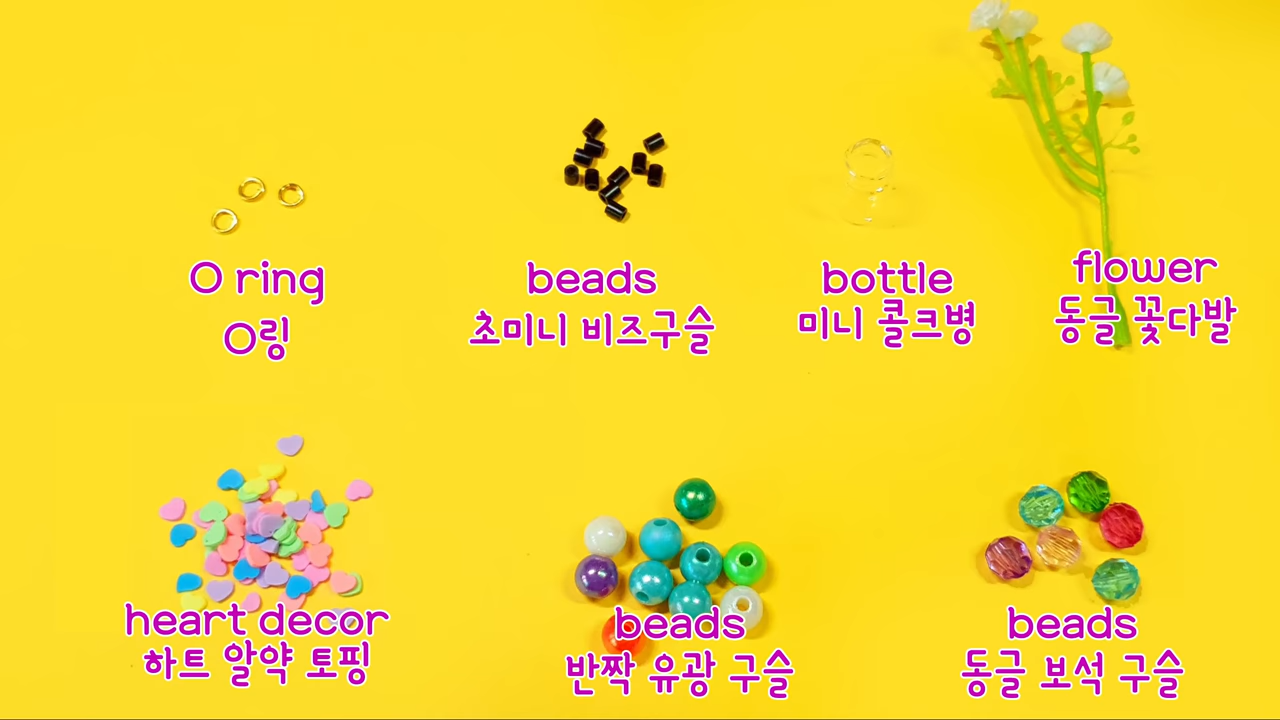 O ring
O링
beads
초미니 비즈구슬
bottle
미니 콜크병
flower
동글 꽃다발
heart decor
하트 알약 토핑
beads
반짝 유광 구슬
beads
동글 보석 구슬